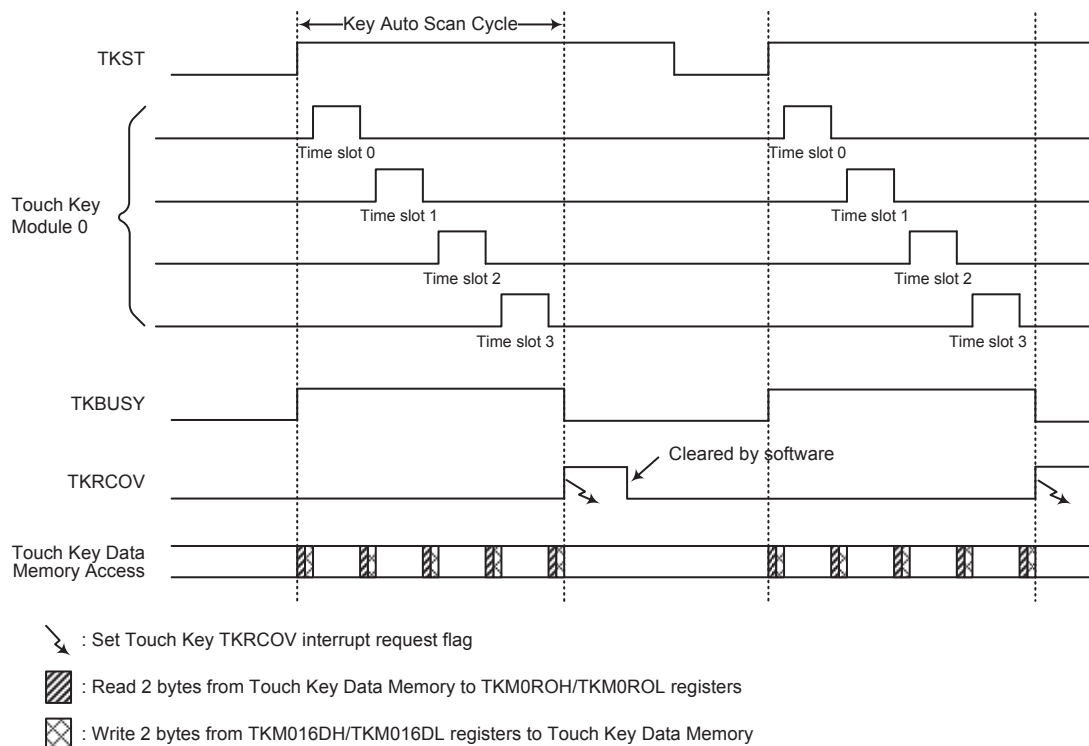 Key Auto Scan Cycle
TKST
Time slot 0
Time slot 0
Touch Key
Module 0
Time slot 1
Time slot 1
Time slot 2
Time slot 2
Time slot 3
Time slot 3
TKBUSY
Cleared by software
TKRCOV
Touch Key Data
Memory Access
: Set Touch Key TKRCOV interrupt request flag
: Read 2 bytes from Touch Key Data Memory to TKM0ROH/TKM0ROL registers
: Write 2 bytes from TKM016DH/TKM016DL registers to Touch Key Data Memory